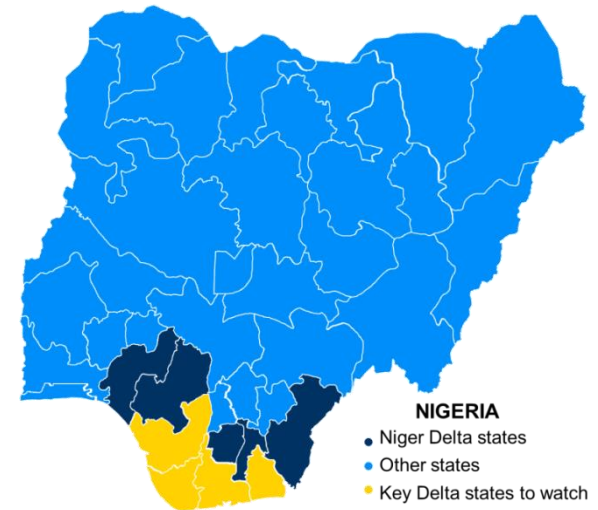 NIGERIA
Niger Delta states
Other states
Key Delta states to watch